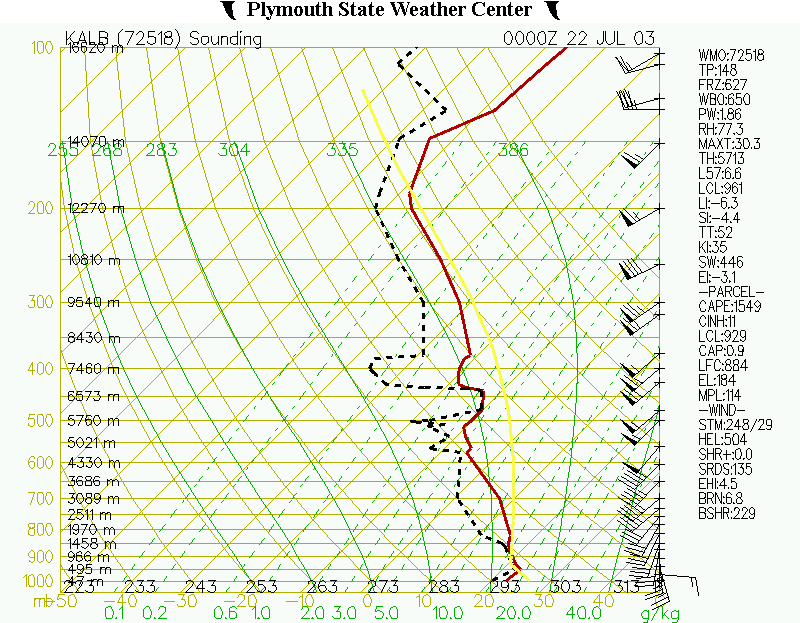 Plymouth State Weather Center
KALB (72518) Sounding 0000Z 22 JUL 03
100 16620 m
14070 m
255 268 283 304 335 386
200 12270 m
10810 m
300 9540 m
8430 m
400 7460 m
6573 m
500 5760 m
5021 m
600 4330 m
3686 m
700 3089 m
2511 m
800 1970 m
1458 m
900 966 m
495 m
1000
223 233 243 253 263 273 283 293 303 313
mb -50 -40 -30 -20 -10 0 10 20 30 40
0.1 0.2 0.6 1.0 2.0 3.0 5.0 10.0 20.0 40.0 g/kg
WMO:72518
TP:148
FRZ:627
WB0:650
PW:1.86
RH:77.3
MAXT:30.3
TH:5713
L57:6.6
LCL:961
LI:-6.3
SI:-4.4
TT:52
KI:35
SW:446
EI:-3.1
-PARCEL-
CAPE:1549
CINH:11
LCL:929
CAP:0.9
LFC:884
EL:184
MPL:114
-WIND-
STM:248/29
HEL:504
SHR+:0.0
SRDS:135
EHI:4.5
BRN:6.8
BSHR:229